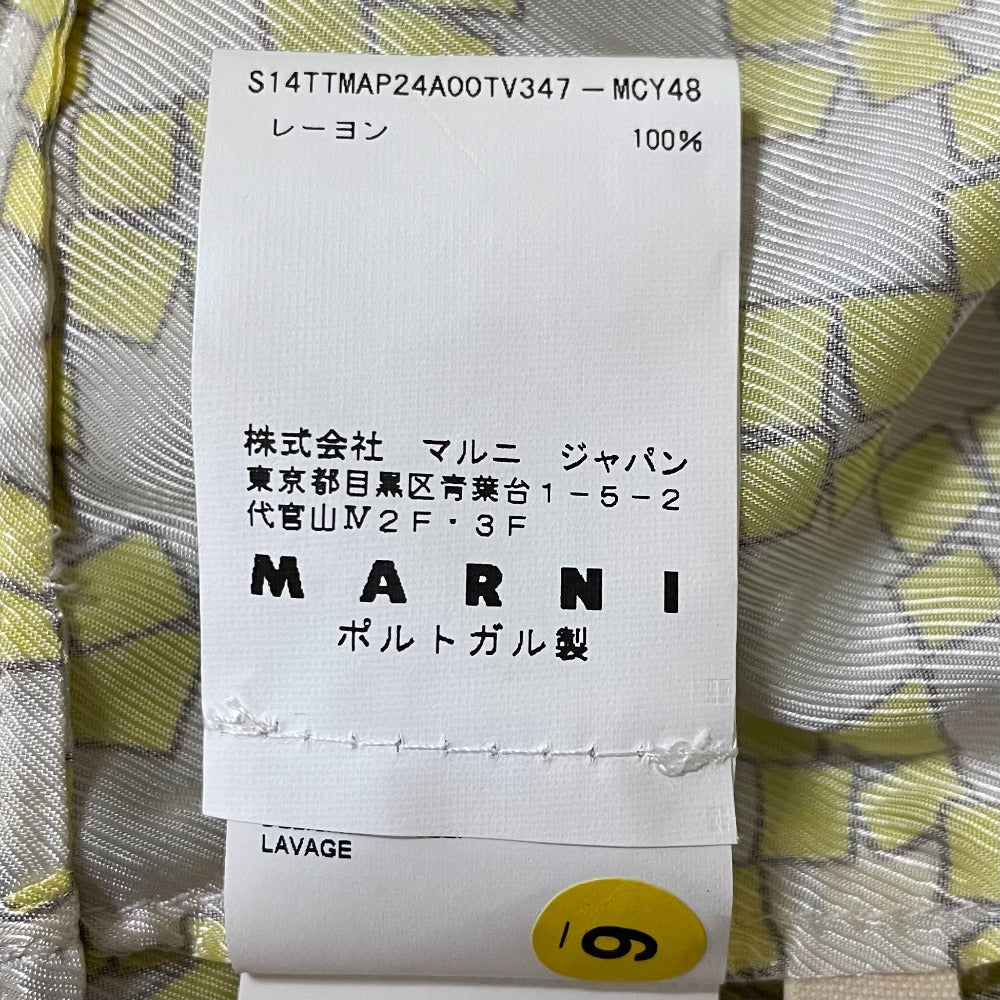 S14TTMAP24A00TV347－MCY48
レーヨン 100%
株式会社　マルニ　ジャパン
東京都目黒区青葉台１－５－２
代官山Ⅳ２Ｆ・３Ｆ
MARNI
ポルトガル製
LAVAGE
9